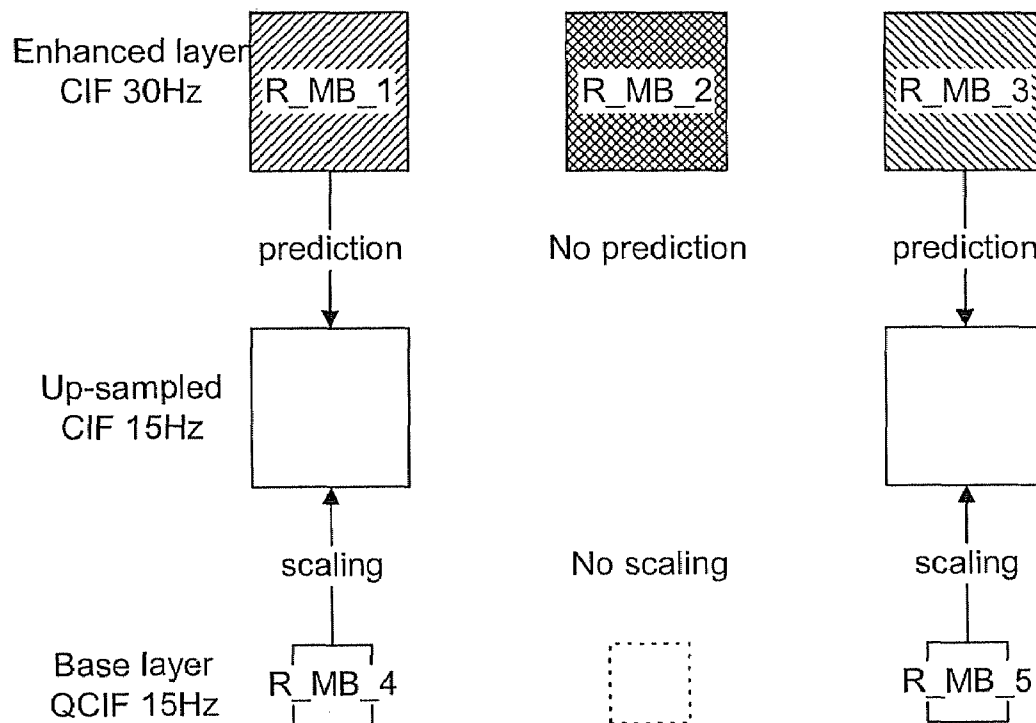 Enhanced layer
CIF 30Hz
R_MB_1
R_MB_2
R_MB_3
prediction
No prediction
prediction
Up-sampled
CIF 15Hz
scaling
No scaling
scaling
Base layer
QCIF 15Hz
R_MB_4
R_MB_5